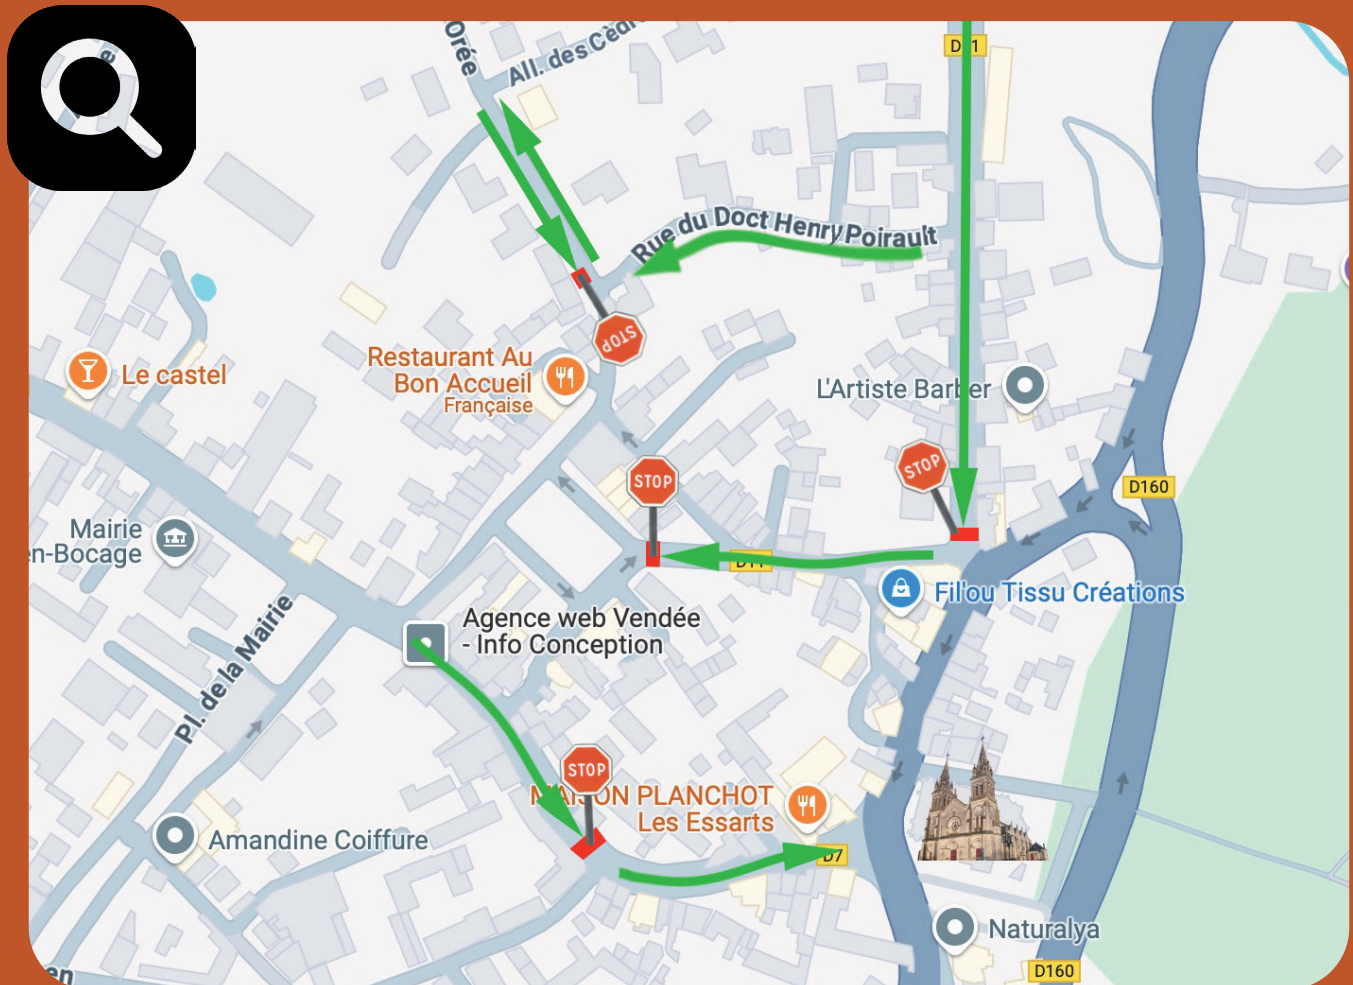 Orée
All. des Cèdr
D11
Rue du Doct Henry Poirault
STOP
Restaurant Au
Bon Accueil
Française
Le castel
L'Artiste Barber
STOP
STOP
D160
Mairie
en-Bocage
D11
Fil'ou Tissu Créations
Agence web Vendée
- Info Conception
Pl. de la Mairie
STOP
MAISON PLANCHOT
Les Essarts
Amandine Coiffure
D7
Naturalya
D160
en